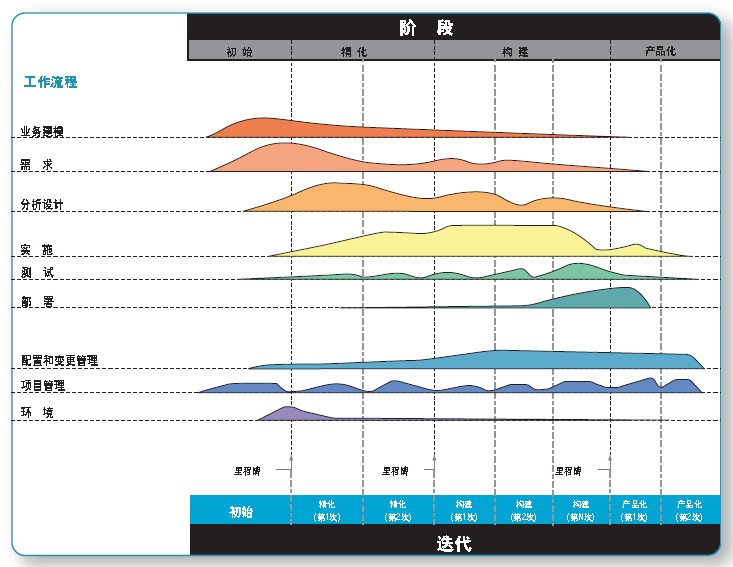 阶 段
初 始 精 化 构 建 产品化
工作流程
业务建模
需 求
分析设计
实 施
测 试
部 署
配置和变更管理
项目管理
环 境
里程碑 里程碑 里程碑
初始 精化 精化 构建 构建 构建 产品化 产品化
(第1次) (第2次) (第1次) (第2次) (第N次) (第1次) (第2次)
迭代